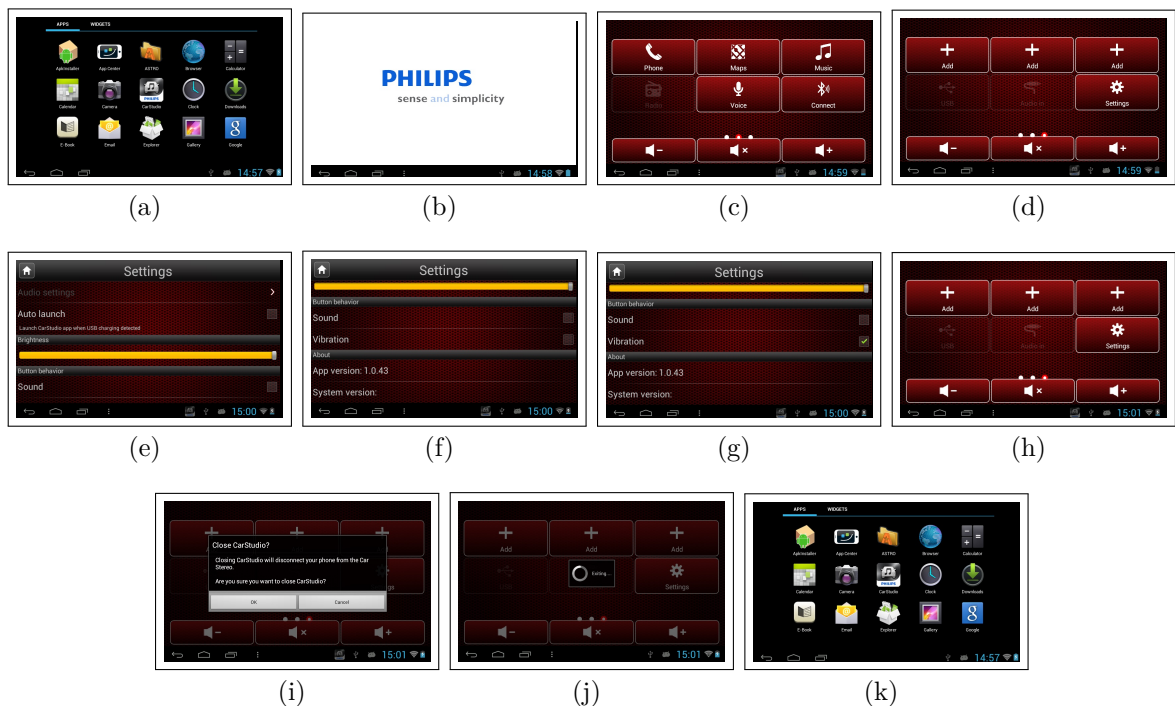 APPS WIDGETS
ApkInstaller App Center ASTRO Browser Calculator
Calendar Camera CarStudio Clock Downloads
E-Book Email Explorer Gallery Google
14:57
(a)
PHILIPS
sense and simplicity
14:58
(b)
Phone Maps Music
Radio Voice Connect
14:59
(c)
Add Add Add
USB Audio in Settings
14:59
(d)
Settings
Audio settings
Auto launch
Launch CarStudio app when USB charging detected
Brightness
Button behavior
Sound
15:00
(e)
Settings
Button behavior
Sound
Vibration
About
App version: 1.0.43
System version:
15:00
(f)
Settings
Button behavior
Sound
Vibration
About
App version: 1.0.43
System version:
15:00
(g)
Add Add Add
USB Audio in Settings
15:01
(h)
Close CarStudio?
Closing CarStudio will disconnect your phone from the Car
Stereo.
Are you sure you want to close CarStudio?
OK Cancel
15:01
(i)
Add Add Add
Exiting...
Settings
15:01
(j)
APPS WIDGETS
ApkInstaller App Center ASTRO Browser Calculator
Calendar Camera CarStudio Clock Downloads
E-Book Email Explorer Gallery Google
14:57
(k)